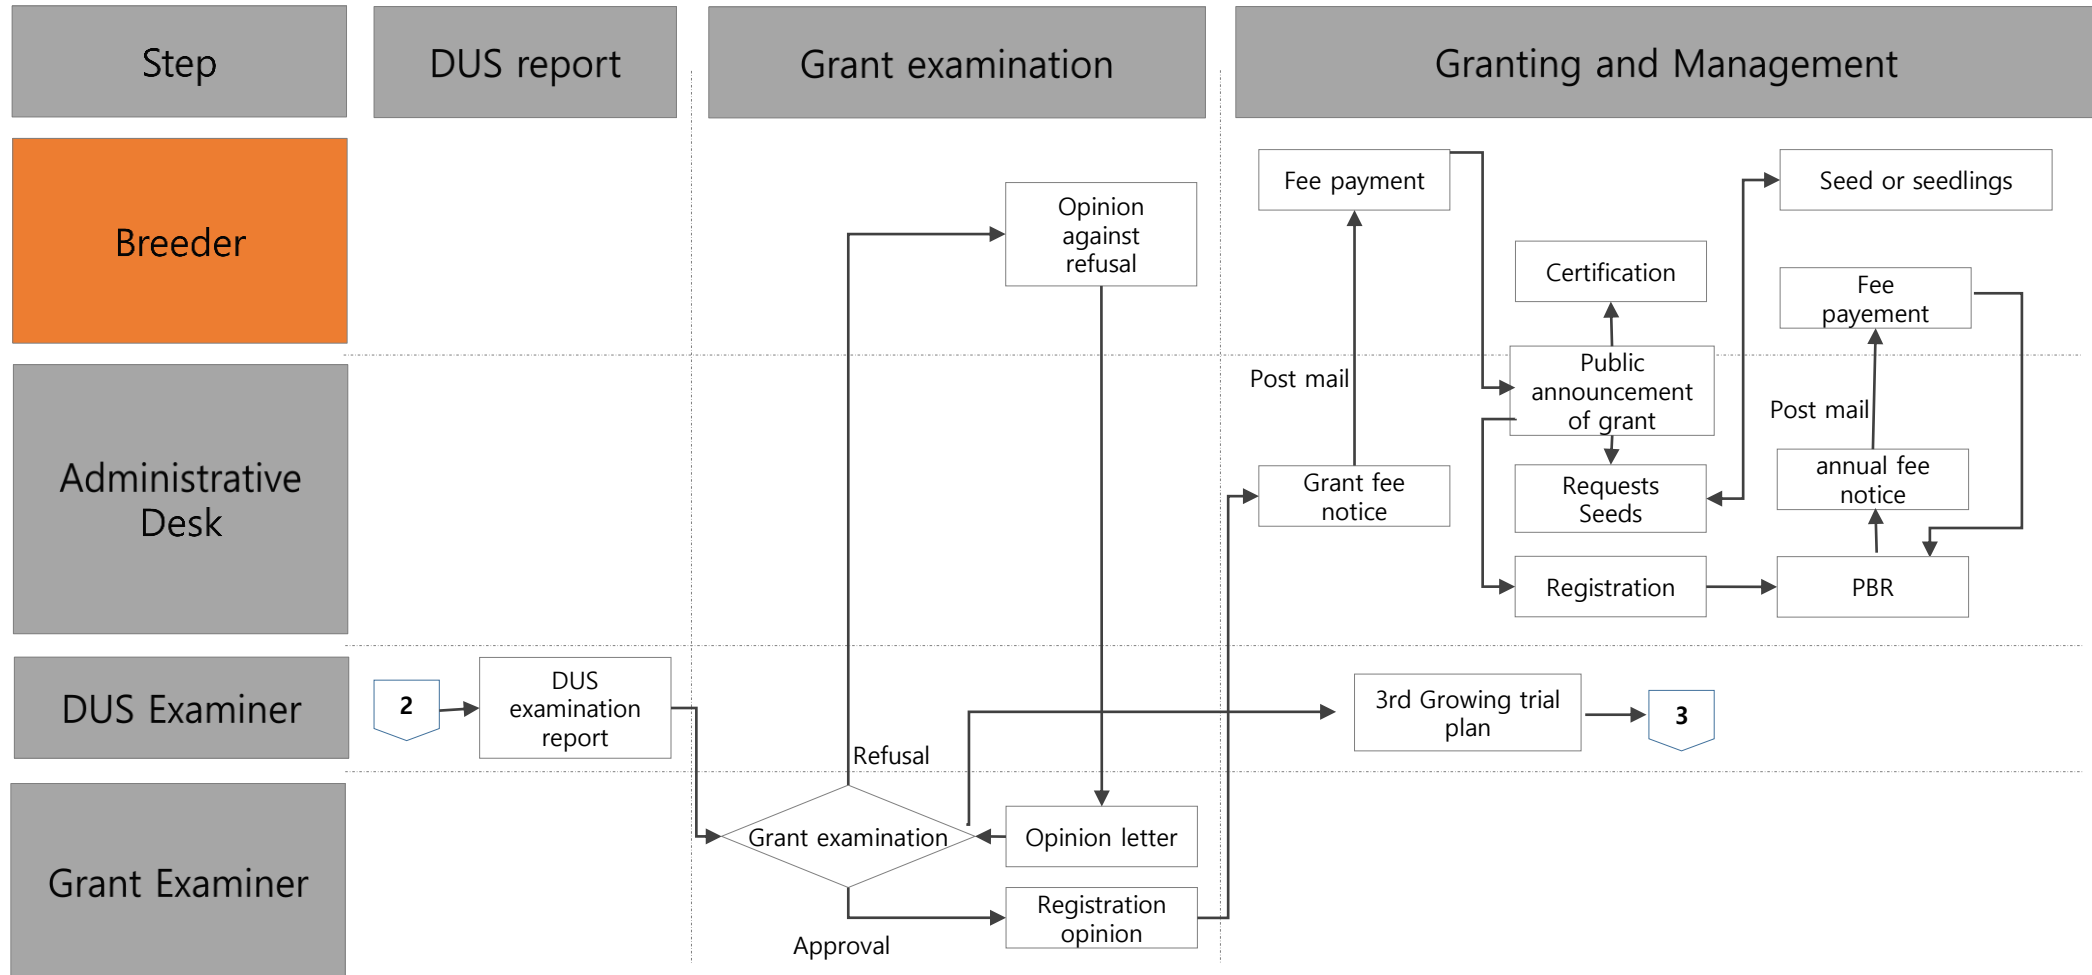 Step
DUS report
Grant examination
Granting and Management
Breeder
Opinion
against
refusal
Fee payment
Seed or seedlings
Certification
Fee
payement
Administrative
Desk
Post mail
Public
announcement
of grant
Post mail
Grant fee
notice
Requests
Seeds
annual fee
notice
Registration
PBR
DUS Examiner
2
DUS
examination
report
Refusal
3rd Growing trial
plan
3
Grant Examiner
Grant examination
Opinion letter
Approval
Registration
opinion